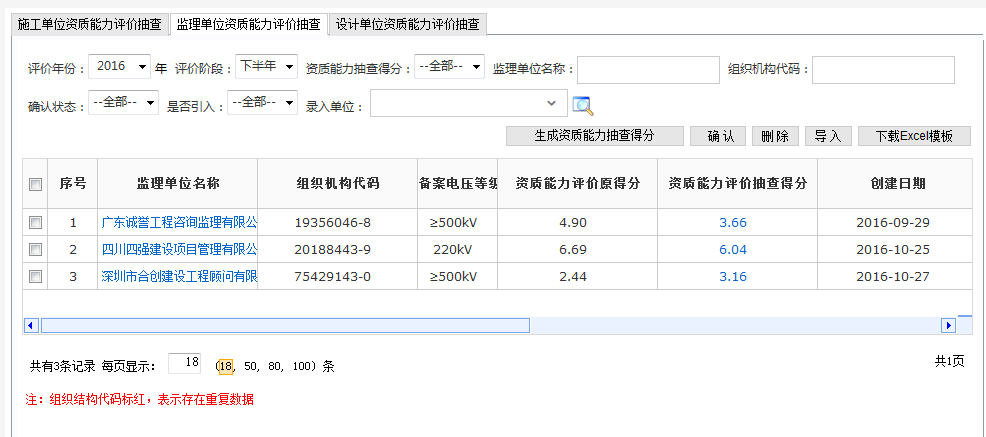 施工单位资质能力评价抽查 监理单位资质能力评价抽查 设计单位资质能力评价抽查
评价年份： 2016 年 评价阶段： 下半年 资质能力抽查得分： --全部-- 监理单位名称： 组织机构代码：
确认状态： --全部-- 是否引入： --全部-- 录入单位：
生成资质能力抽查得分 确 认 删 除 导 入 下载Excel模板
序号 监理单位名称 组织机构代码 备案电压等级 资质能力评价原得分 资质能力评价抽查得分 创建日期
1 广东诚誉工程咨询监理有限公 19356046-8 ≥500kV 4.90 3.66 2016-09-29
2 四川四强建设项目管理有限公 20188443-9 220kV 6.69 6.04 2016-10-25
3 深圳市合创建设工程顾问有限 75429143-0 ≥500kV 2.44 3.16 2016-10-27
共有3条记录 每页显示： 18 （18, 50, 80, 100）条 共1页
注：组织结构代码标红，表示存在重复数据